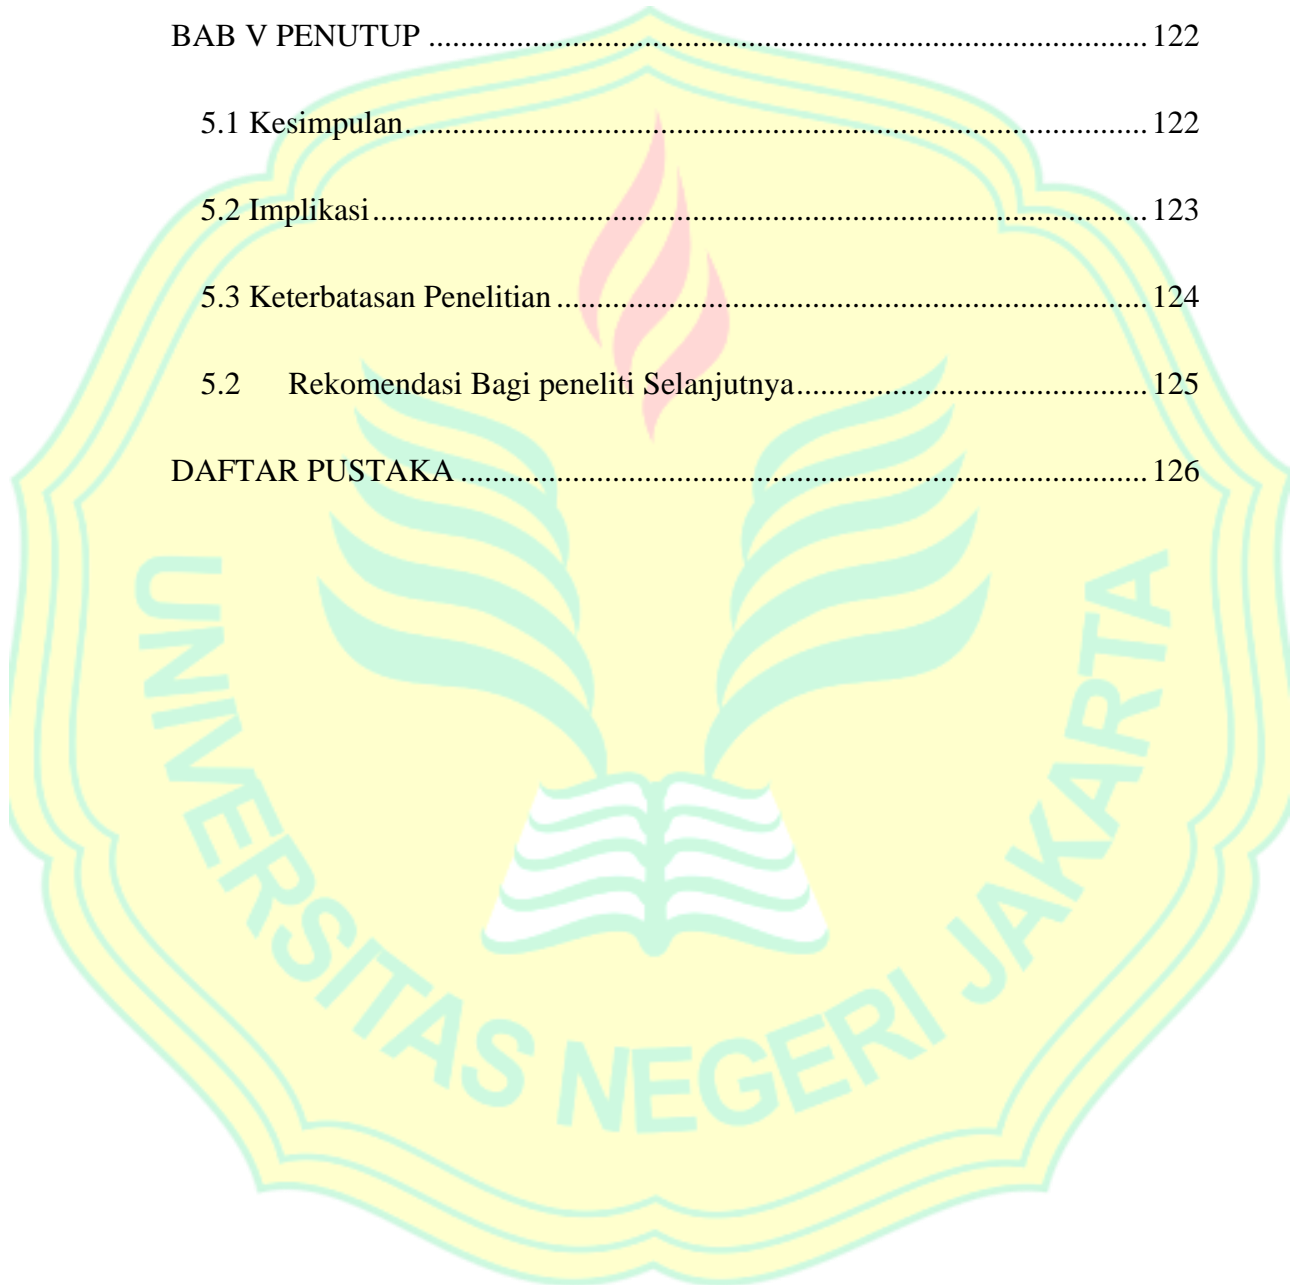 BAB V PENUTUP ........................................................................................... 122
5.1 Kesimpulan.............................................................................................. 122
5.2 Implikasi.................................................................................................. 123
5.3 Keterbatasan Penelitian ........................................................................... 124
5.2 Rekomendasi Bagi peneliti Selanjutnya............................................. 125
DAFTAR PUSTAKA ....................................................................................... 126
UNIVERSITAS NEGERI JAKARTA